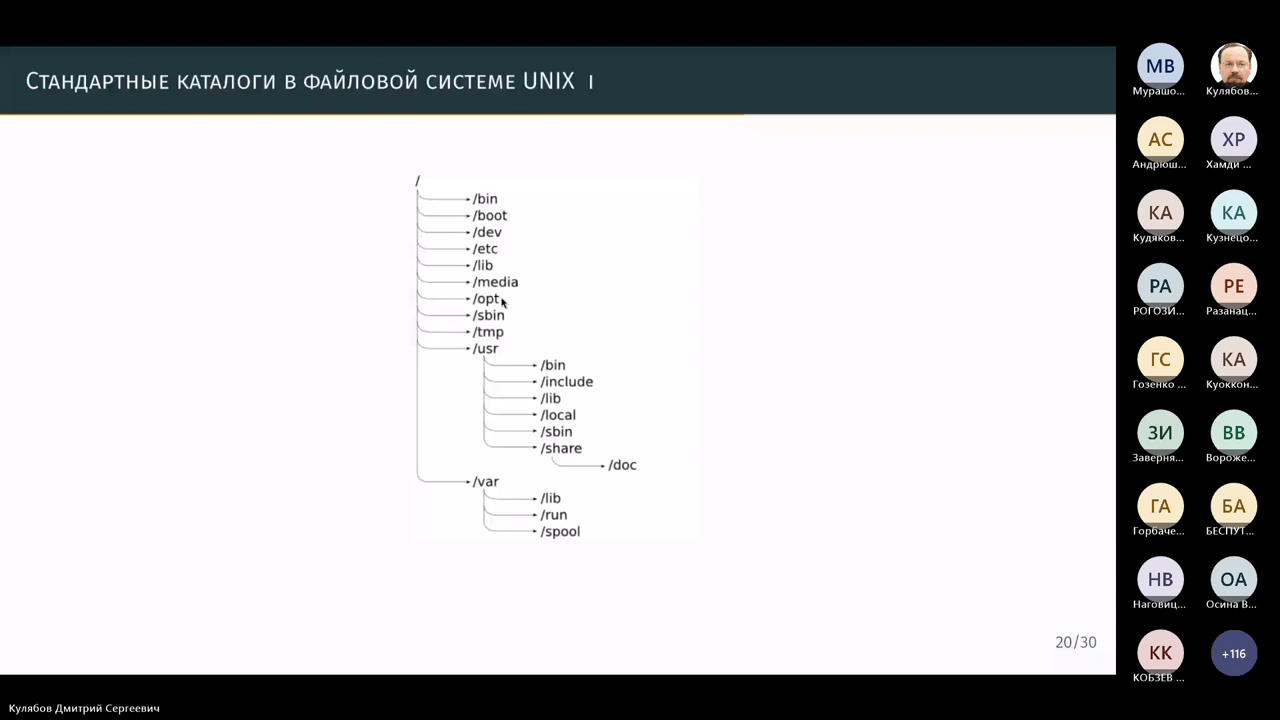 Стандартные каталоги в файловой системе UNIX I
/
/bin
/boot
/dev
/etc
/lib
/media
/opt
/sbin
/tmp
/usr
/bin
/include
/lib
/local
/sbin
/share
/doc
/var
/lib
/run
/spool
20/30
МВ
Мурашо...
Кулябов...
АС
ХР
Андрюш...
Хамди ...
КА
КА
Кудяков...
Кузнецо...
РА
РЕ
РОГОЗИ...
Разанац...
ГС
КА
Гозенко ...
Куоккон...
ЗИ
ВВ
Заверня...
Вороже...
ГА
БА
Горбаче...
БЕСПУТ...
НВ
ОА
Наговиц...
Осина В...
КК
+116
КОБЗЕВ ...
Кулябов Дмитрий Сергеевич